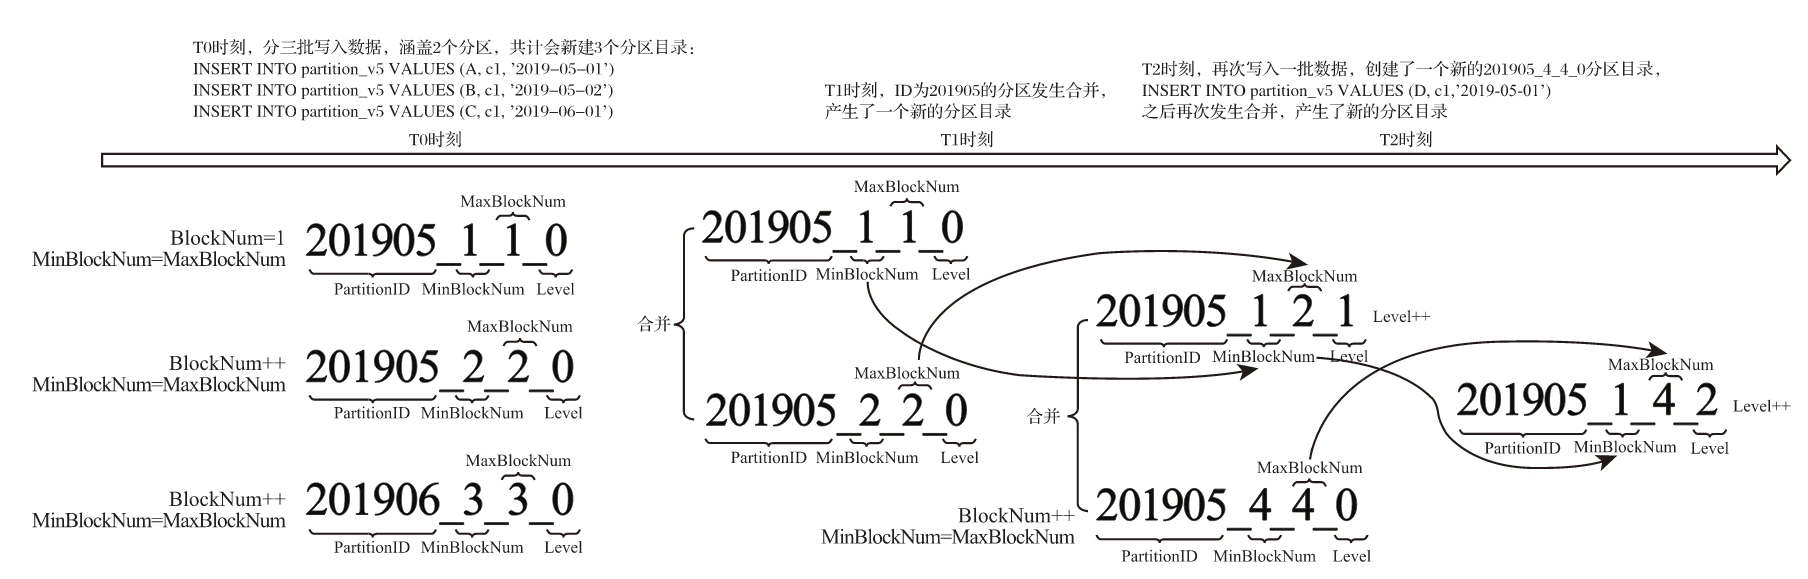 T0时刻，分三批写入数据，涵盖2个分区，共计会新建3个分区目录：
INSERT INTO partition_v5 VALUES (A, c1, ’2019-05-01’)
INSERT INTO partition_v5 VALUES (B, c1, ’2019-05-02’)
INSERT INTO partition_v5 VALUES (C, c1, ’2019-06-01’)
T0时刻
T1时刻，ID为201905的分区发生合并，
产生了一个新的分区目录
T1时刻
T2时刻，再次写入一批数据，创建了一个新的201905_4_4_0分区目录，
INSERT INTO partition_v5 VALUES (D, c1,’2019-05-01’)
之后再次发生合并，产生了新的分区目录
T2时刻
BlockNum=1
MinBlockNum=MaxBlockNum
MaxBlockNum
201905_1_1_0
PartitionID MinBlockNum Level
BlockNum++
MinBlockNum=MaxBlockNum
MaxBlockNum
201905_2_2_0
PartitionID MinBlockNum Level
BlockNum++
MinBlockNum=MaxBlockNum
MaxBlockNum
201906_3_3_0
PartitionID MinBlockNum Level
合并
MaxBlockNum
201905_1_1_0
PartitionID MinBlockNum Level
MaxBlockNum
201905_2_2_0
PartitionID MinBlockNum Level
合并
MaxBlockNum
201905_1_2_1 Level++
PartitionID MinBlockNum Level
BlockNum++
MinBlockNum=MaxBlockNum
MaxBlockNum
201905_4_4_0
PartitionID MinBlockNum Level
MaxBlockNum
201905_1_4_2 Level++
PartitionID MinBlockNum Level